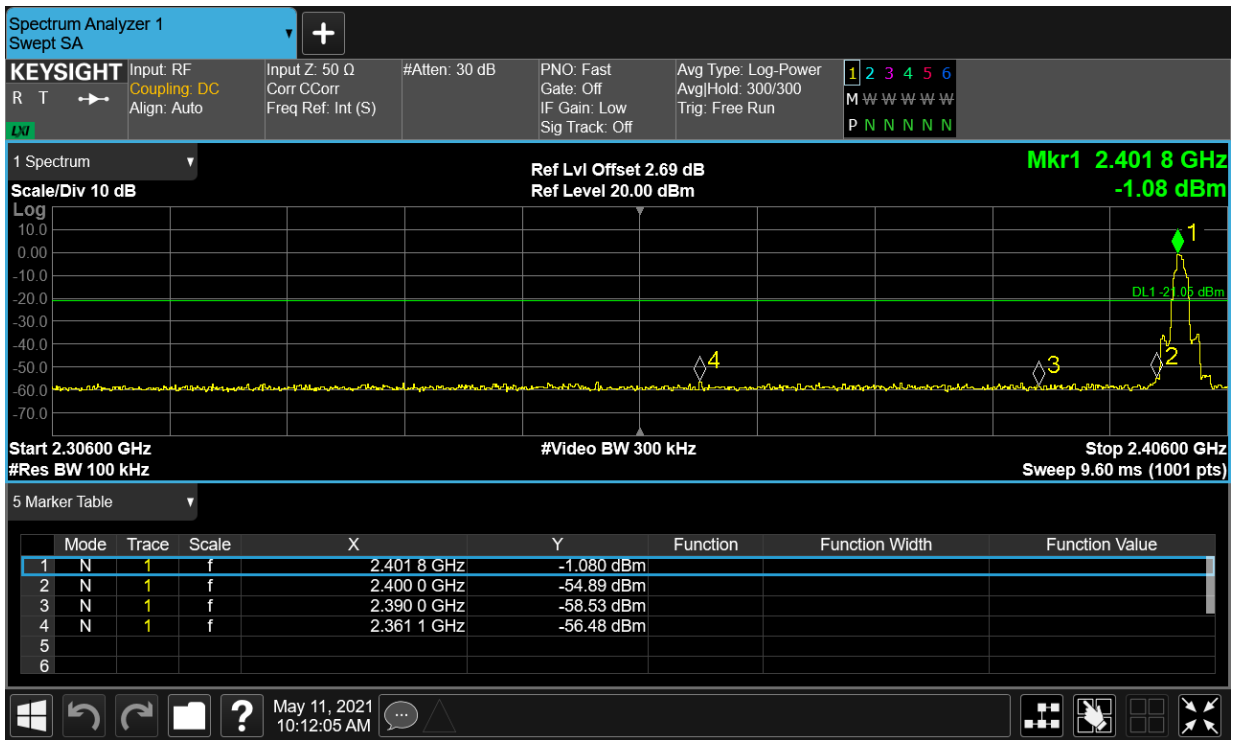 Spectrum Analyzer 1
Swept SA
KEYSIGHT
R T
LXI
Input: RF
Coupling: DC
Align: Auto
Input Z: 50 Ω
Corr CCorr
Freq Ref: Int (S)
#Atten: 30 dB
PNO: Fast
Gate: Off
IF Gain: Low
Sig Track: Off
Avg Type: Log-Power
Avg|Hold: 300/300
Trig: Free Run
1 2 3 4 5 6
M W W W W W
P N N N N N
1 Spectrum
Ref Lvl Offset 2.69 dB
Mkr1 2.401 8 GHz
Scale/Div 10 dB
Ref Level 20.00 dBm
-1.08 dBm
Log
10.0
0.00
-10.0
-20.0
-30.0
-40.0
-50.0
-60.0
-70.0
1
DL1 -21.05 dBm
2
3
4
Start 2.30600 GHz
#Video BW 300 kHz
Stop 2.40600 GHz
#Res BW 100 kHz
Sweep 9.60 ms (1001 pts)
5 Marker Table
Mode Trace Scale X Y Function Function Width Function Value
1 N 1 f 2.401 8 GHz -1.080 dBm
2 N 1 f 2.400 0 GHz -54.89 dBm
3 N 1 f 2.390 0 GHz -58.53 dBm
4 N 1 f 2.361 1 GHz -56.48 dBm
5
6
?
May 11, 2021
10:12:05 AM